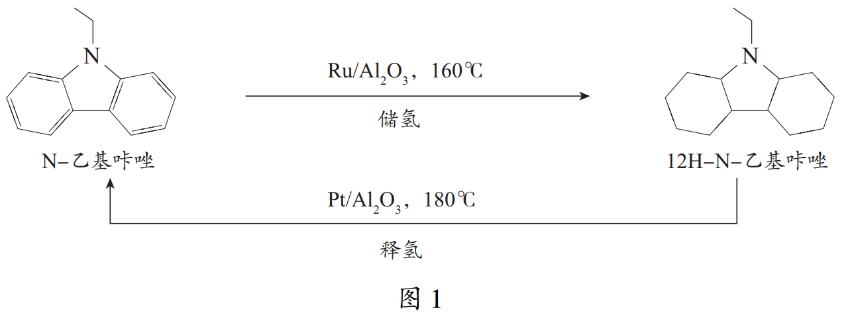 N
N
Ru/Al₂O₃，160℃
储氢
N-乙基咔唑
12H-N-乙基咔唑
Pt/Al₂O₃，180℃
释氢
图 1